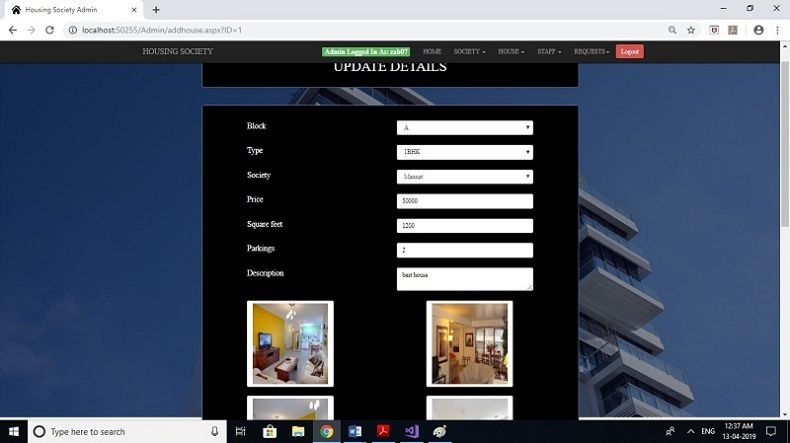 Housing Society Admin
localhost:50255/Admin/addhouse.aspx?ID=1
HOUSING SOCIETY
Admin Logged In As: zab07
HOME
SOCIETY
HOUSE
STAFF
REQUESTS
Logout
UPDATE DETAILS
Block
A
Type
1BHK
Society
Price
50000
Square feet
1200
Parkings
2
Description
best house
Type here to search
ENG
12:37 AM
13-04-2019